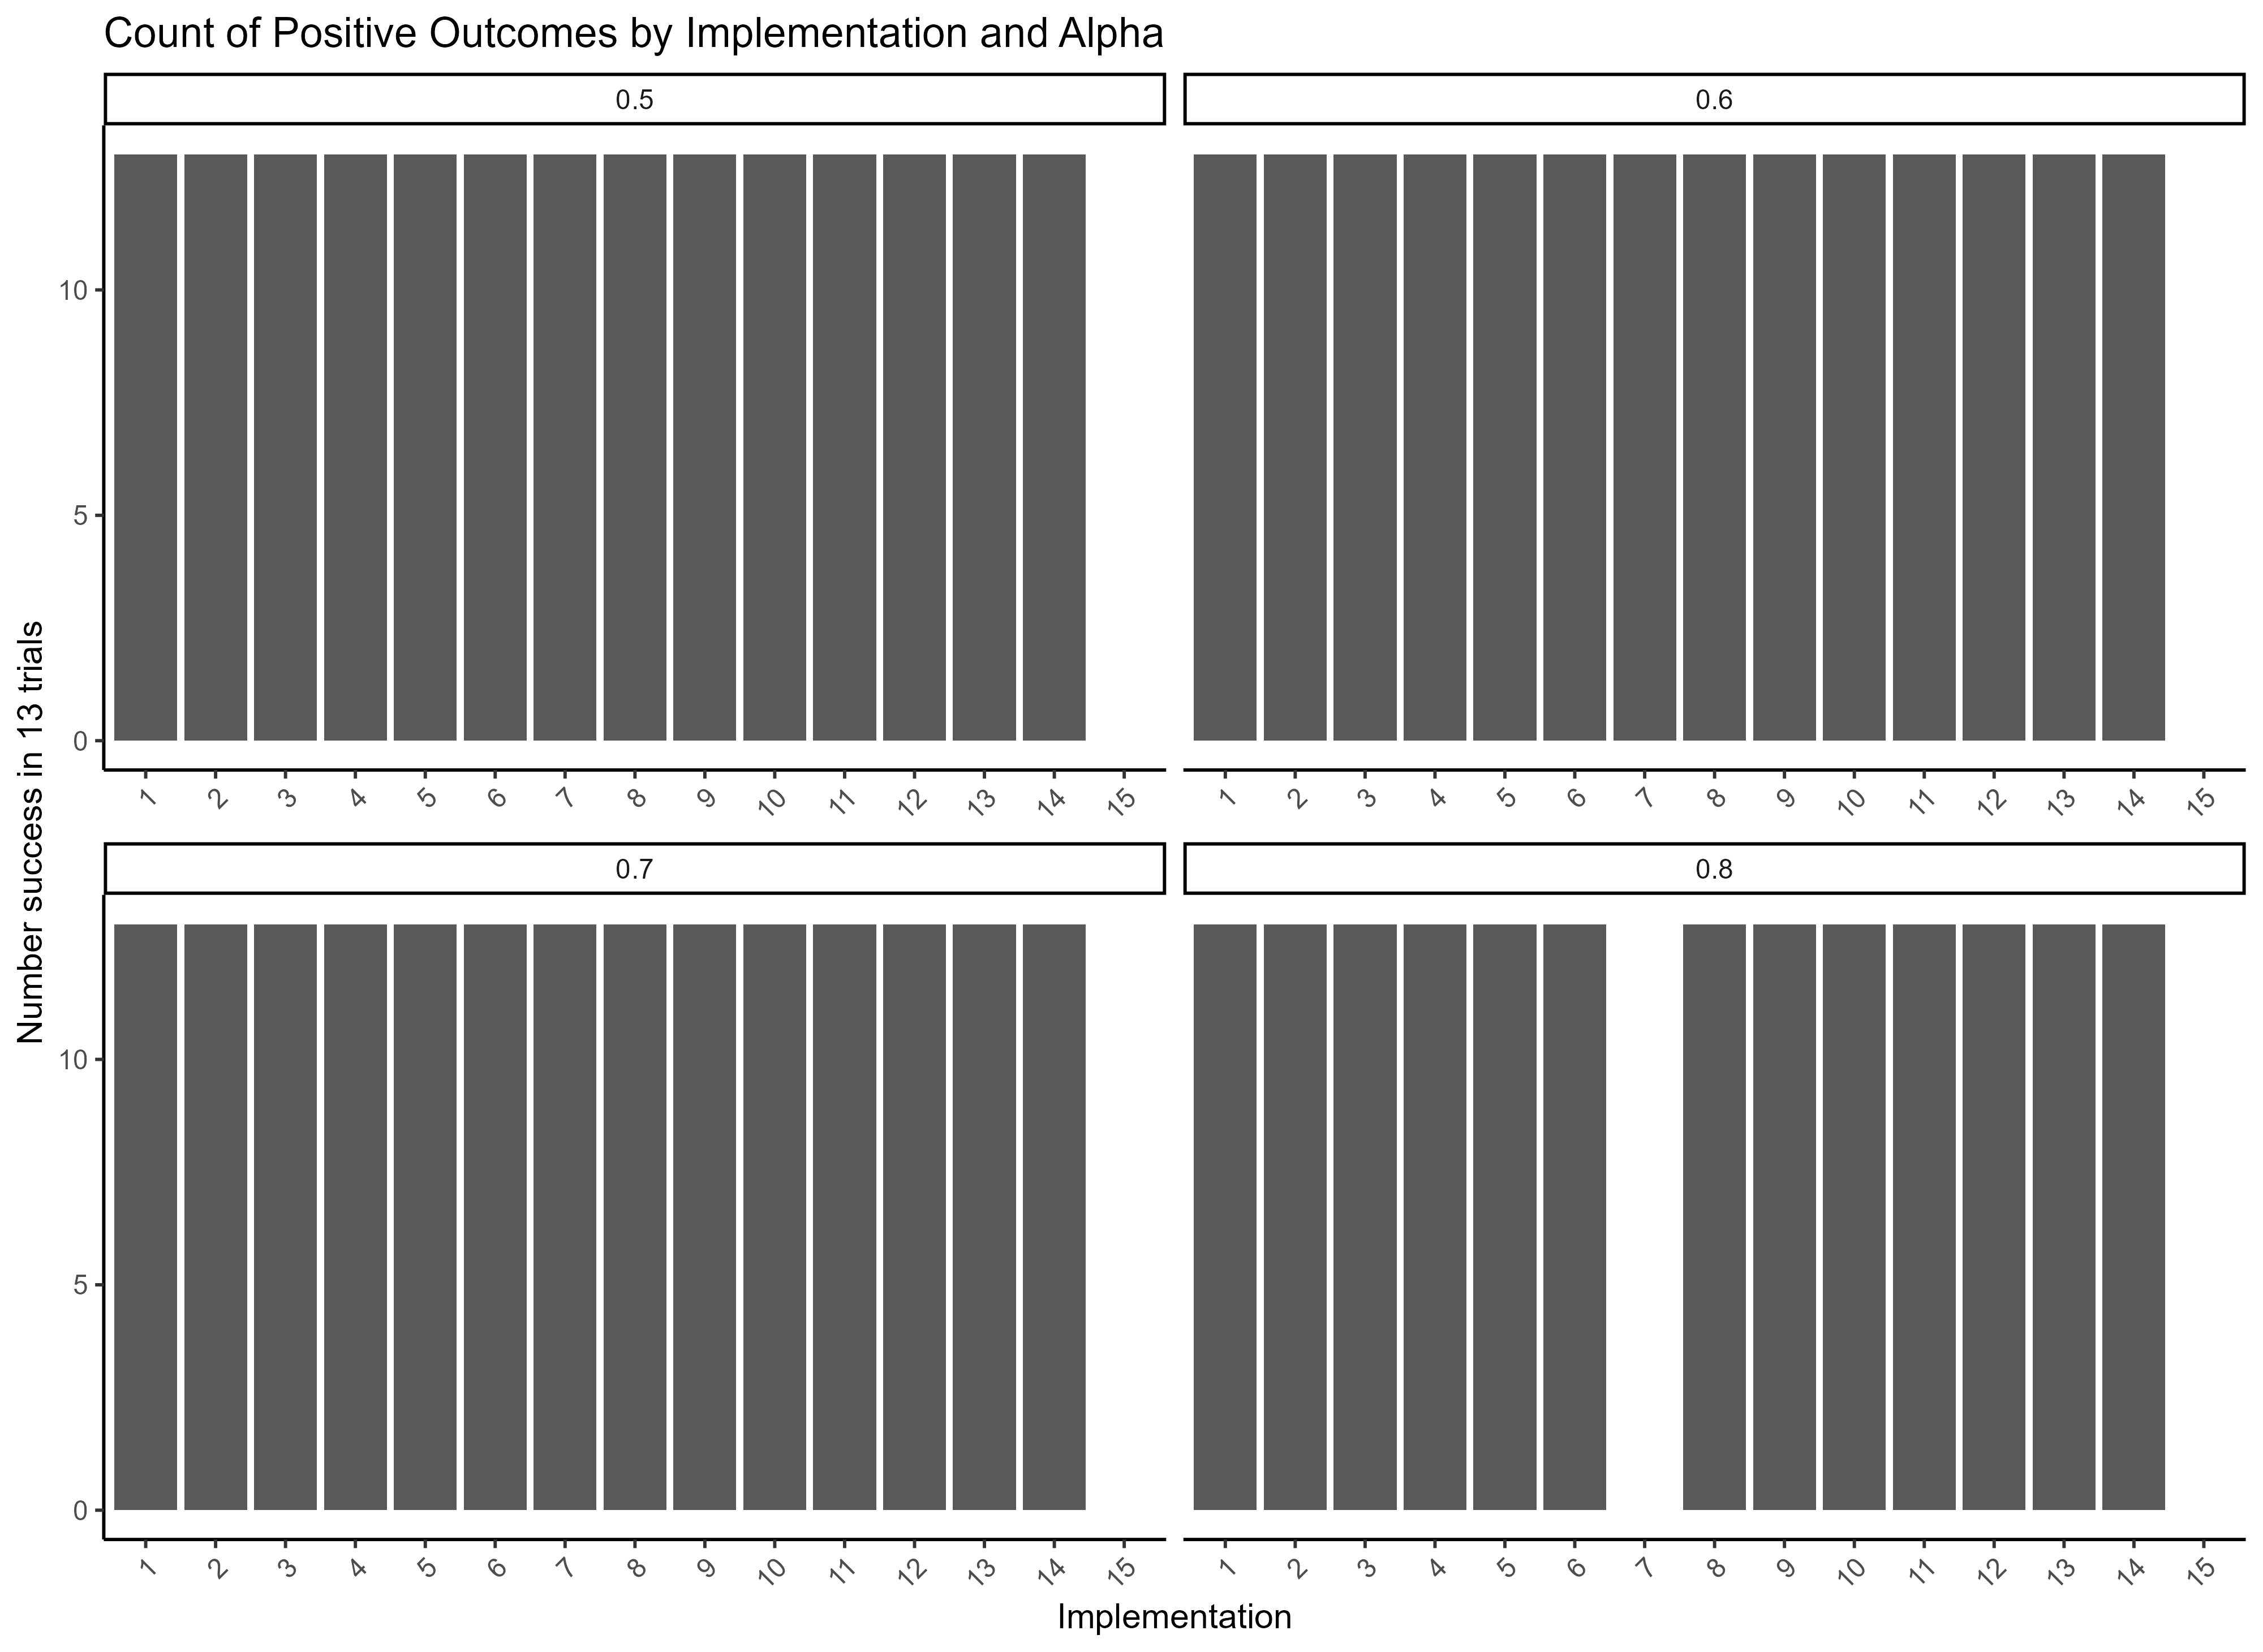 Count of Positive Outcomes by Implementation and Alpha
0.5
0.6
10
5
0
1 2 3 4 5 6 7 8 9 10 11 12 13 14 15
1 2 3 4 5 6 7 8 9 10 11 12 13 14 15
Number success in 13 trials
0.7
0.8
10
5
0
1 2 3 4 5 6 7 8 9 10 11 12 13 14 15
1 2 3 4 5 6 7 8 9 10 11 12 13 14 15
Implementation